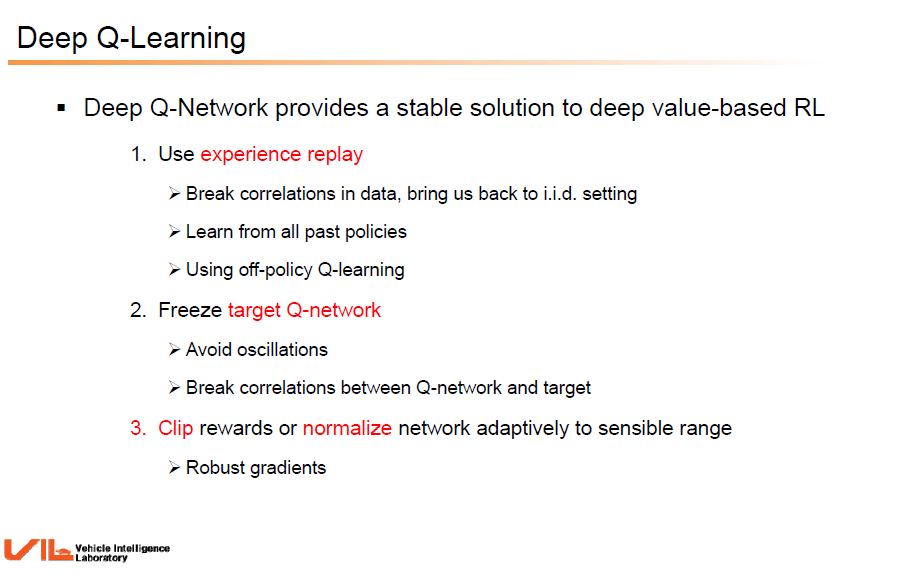 Deep Q-Learning
▪ Deep Q-Network provides a stable solution to deep value-based RL
1. Use experience replay
➢ Break correlations in data, bring us back to i.i.d. setting
➢ Learn from all past policies
➢ Using off-policy Q-learning
2. Freeze target Q-network
➢ Avoid oscillations
➢ Break correlations between Q-network and target
3. Clip rewards or normalize network adaptively to sensible range
➢ Robust gradients
VIL Vehicle Intelligence
Laboratory